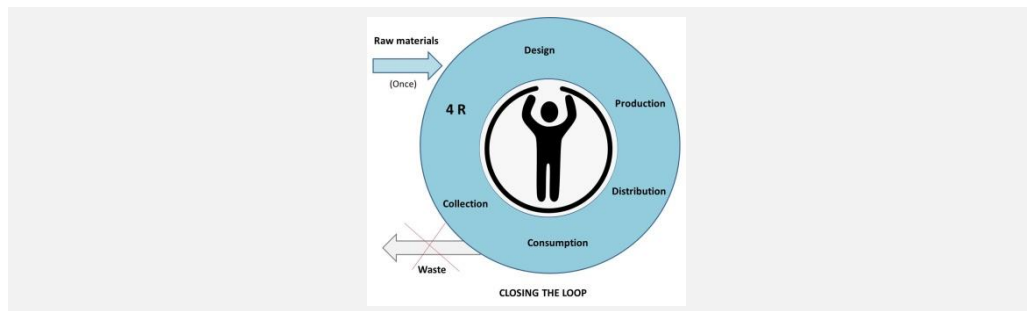 Raw materials
(Once)
Design
4 R
Production
Distribution
Collection
Consumption
Waste
CLOSING THE LOOP